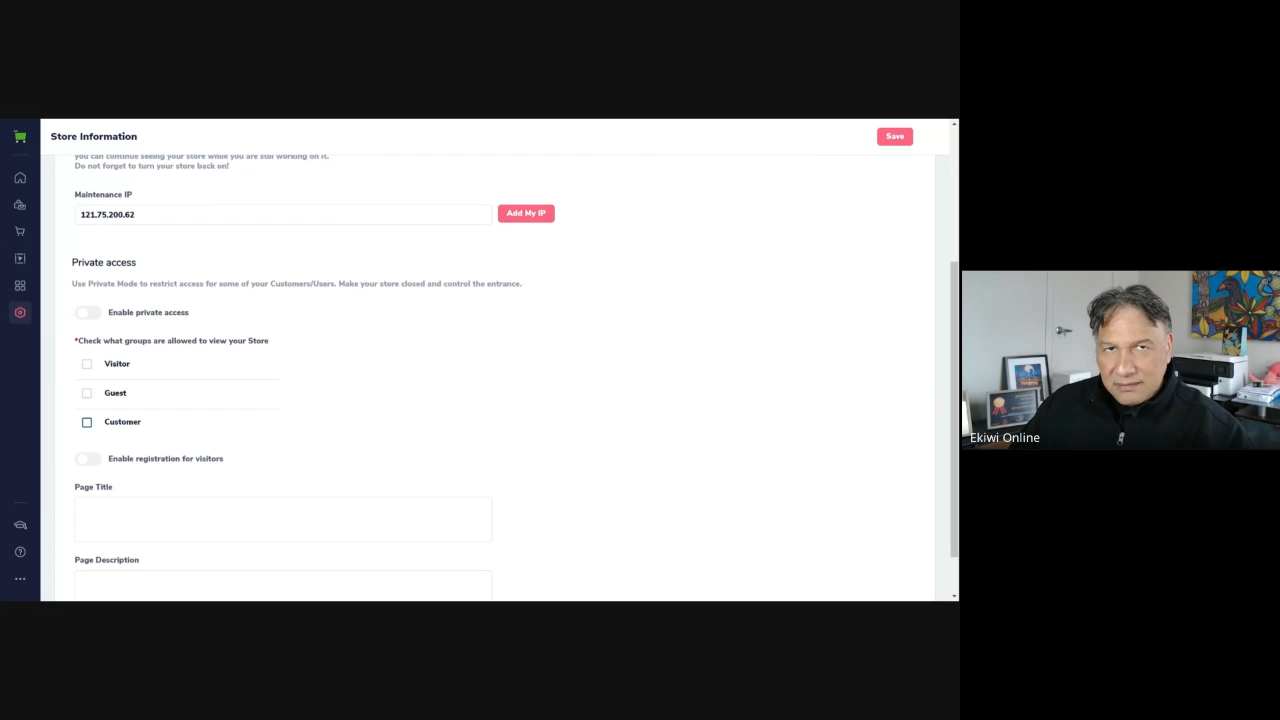 Store Information
Save
you can continue seeing your store while you are still working on it.
Do not forget to turn your store back on!
Maintenance IP
121.75.200.62
Add My IP
Private access
Use Private Mode to restrict access for some of your Customers/Users. Make your store closed and control the entrance.
Enable private access
*Check what groups are allowed to view your Store
Visitor
Guest
Customer
Enable registration for visitors
Page Title
Page Description
Ekiwi Online